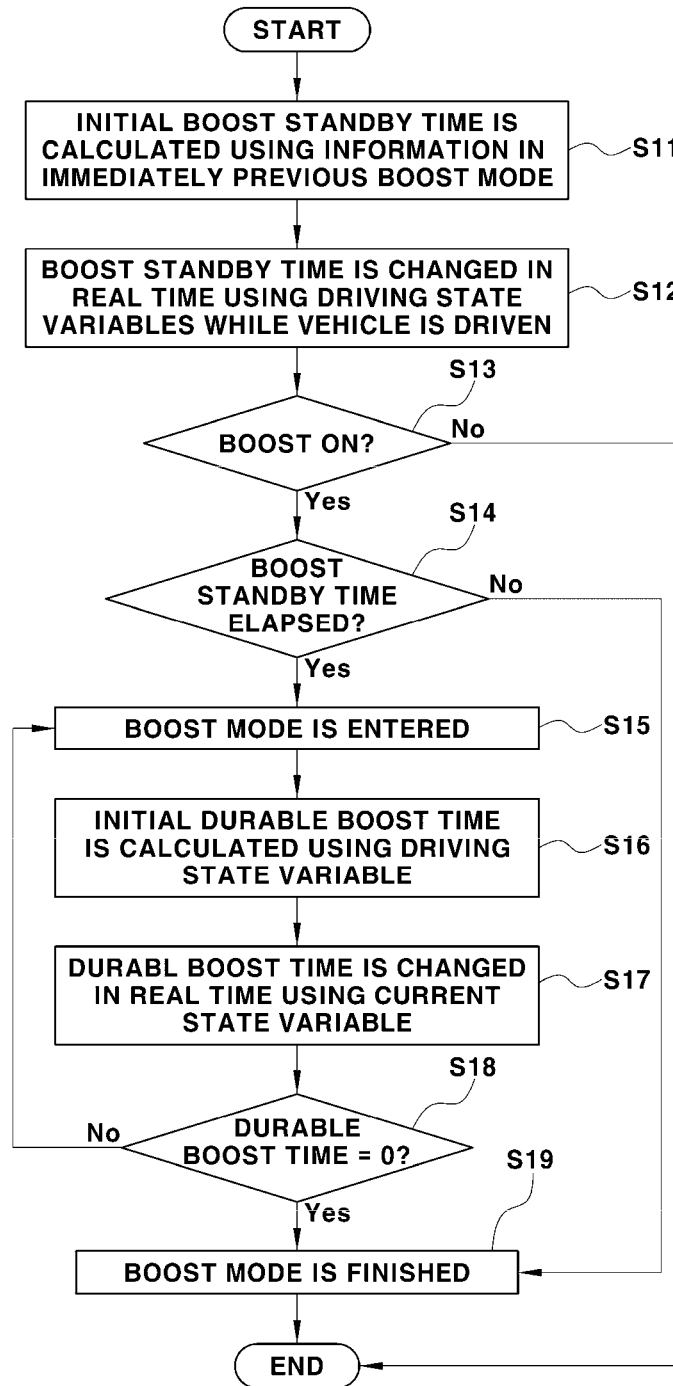 START
INITIAL BOOST STANDBY TIME IS
CALCULATED USING INFORMATION IN
IMMEDIATELY PREVIOUS BOOST MODE
S11
BOOST STANDBY TIME IS CHANGED IN
REAL TIME USING DRIVING STATE
VARIABLES WHILE VEHICLE IS DRIVEN
S12
S13
BOOST ON?
No
Yes
S14
BOOST
STANDBY TIME
ELAPSED?
No
Yes
BOOST MODE IS ENTERED
S15
INITIAL DURABLE BOOST TIME
IS CALCULATED USING DRIVING
STATE VARIABLE
S16
DURABL BOOST TIME IS CHANGED
IN REAL TIME USING CURRENT
STATE VARIABLE
S17
S18
DURABLE
BOOST TIME = 0?
No
Yes
S19
BOOST MODE IS FINISHED
END